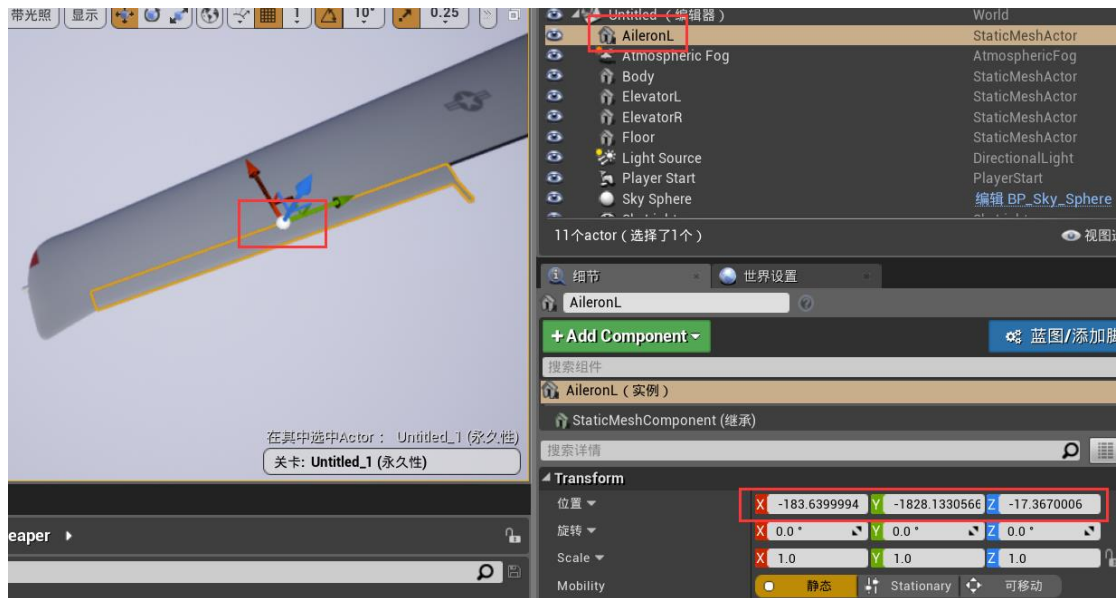 带光照 显示 10° 0.25
在其中选中Actor： Untitled_1 (永久性)
关卡: Untitled_1 (永久性)
eaper
Untitled（编辑器） World
AileronL StaticMeshActor
Atmospheric Fog AtmosphericFog
Body StaticMeshActor
ElevatorL StaticMeshActor
ElevatorR StaticMeshActor
Floor StaticMeshActor
Light Source DirectionalLight
Player Start PlayerStart
Sky Sphere 编辑 BP_Sky_Sphere
11个actor（选择了1个） 视图
细节 世界设置
AileronL
+ Add Component 蓝图/添加
搜索组件
AileronL（实例）
StaticMeshComponent (继承)
搜索详情
Transform
位置 X -183.6399994 Y -1828.1330566 Z -17.3670006
旋转 X 0.0° Y 0.0° Z 0.0°
Scale X 1.0 Y 1.0 Z 1.0
Mobility 静态 Stationary 可移动